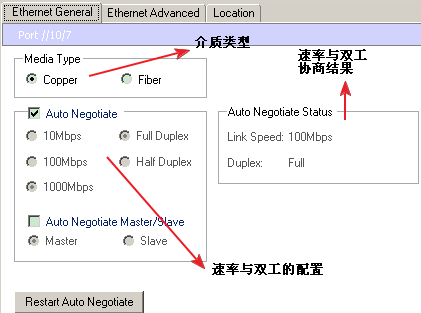 Ethernet General Ethernet Advanced Location
Port //10/7
介质类型
速率与双工
协商结果
Media Type
Copper Fiber
Auto Negotiate
10Mbps Full Duplex
100Mbps Half Duplex
1000Mbps
Auto Negotiate Master/Slave
Master Slave
Auto Negotiate Status
Link Speed: 100Mbps
Duplex: Full
速率与双工的配置
Restart Auto Negotiate